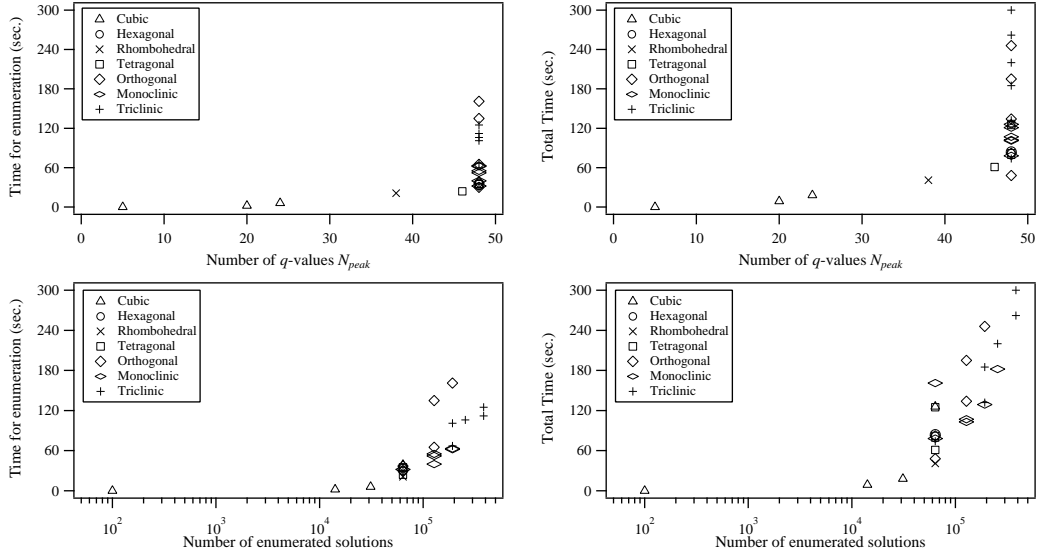 300
240
180
120
60
0
Time for enumeration (sec.)
Cubic
Hexagonal
Rhombohedral
Tetragonal
Orthogonal
Monoclinic
Triclinic
0 10 20 30 40 50
Number of q-values N_peak
300
240
180
120
60
0
Total Time (sec.)
Cubic
Hexagonal
Rhombohedral
Tetragonal
Orthogonal
Monoclinic
Triclinic
0 10 20 30 40 50
Number of q-values N_peak
300
240
180
120
60
0
Time for enumeration (sec.)
Cubic
Hexagonal
Rhombohedral
Tetragonal
Orthogonal
Monoclinic
Triclinic
10^2 10^3 10^4 10^5
Number of enumerated solutions
300
240
180
120
60
0
Total Time (sec.)
Cubic
Hexagonal
Rhombohedral
Tetragonal
Orthogonal
Monoclinic
Triclinic
10^2 10^3 10^4 10^5
Number of enumerated solutions